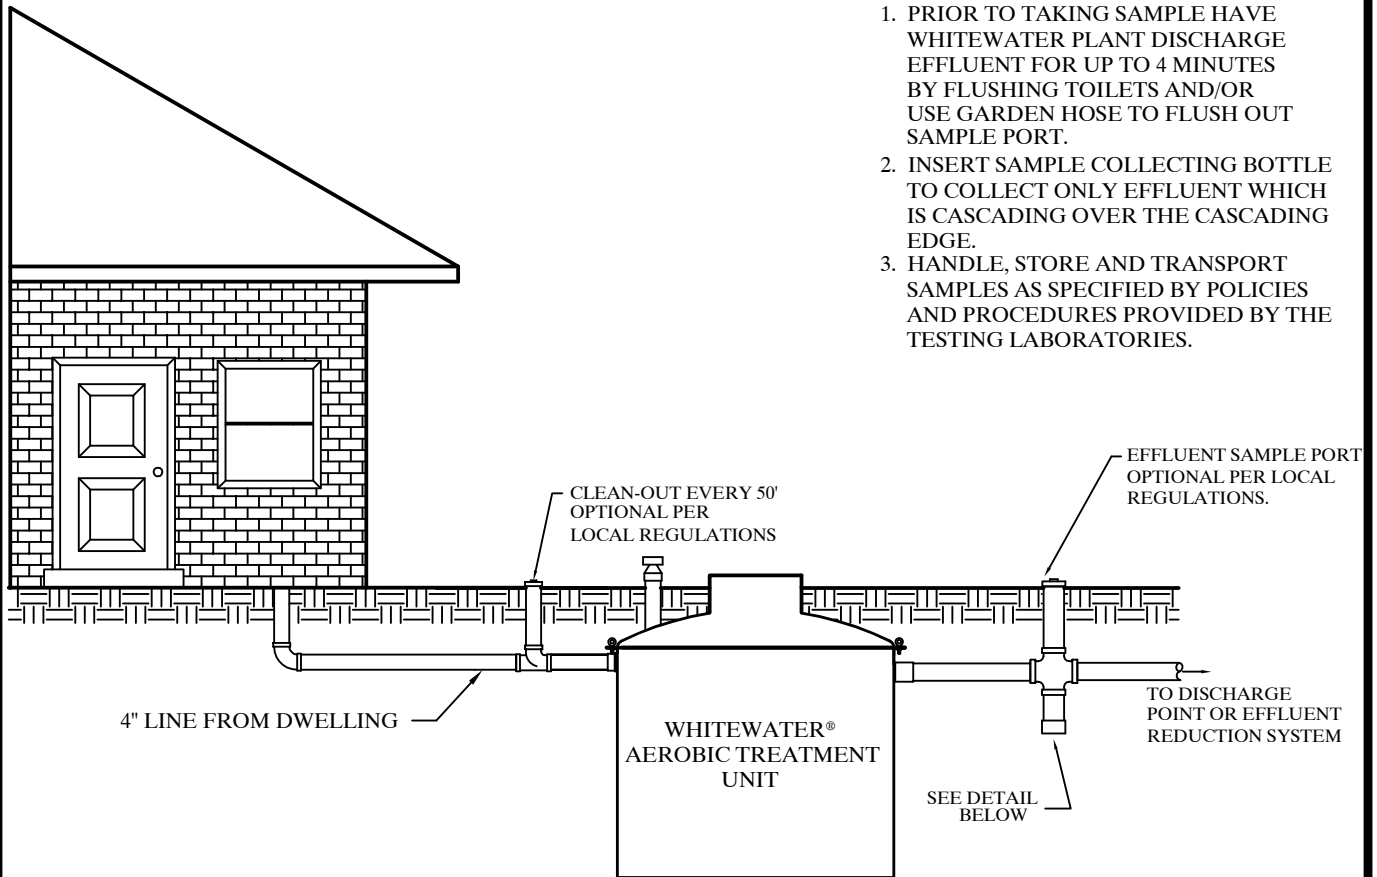 1. PRIOR TO TAKING SAMPLE HAVE
WHITEWATER PLANT DISCHARGE
EFFLUENT FOR UP TO 4 MINUTES
BY FLUSHING TOILETS AND/OR
USE GARDEN HOSE TO FLUSH OUT
SAMPLE PORT.
2. INSERT SAMPLE COLLECTING BOTTLE
TO COLLECT ONLY EFFLUENT WHICH
IS CASCADING OVER THE CASCADING
EDGE.
3. HANDLE, STORE AND TRANSPORT
SAMPLES AS SPECIFIED BY POLICIES
AND PROCEDURES PROVIDED BY THE
TESTING LABORATORIES.
EFFLUENT SAMPLE PORT
OPTIONAL PER LOCAL
REGULATIONS.
CLEAN-OUT EVERY 50'
OPTIONAL PER
LOCAL REGULATIONS
4" LINE FROM DWELLING
WHITEWATER®
AEROBIC TREATMENT
UNIT
TO DISCHARGE
POINT OR EFFLUENT
REDUCTION SYSTEM
SEE DETAIL
BELOW